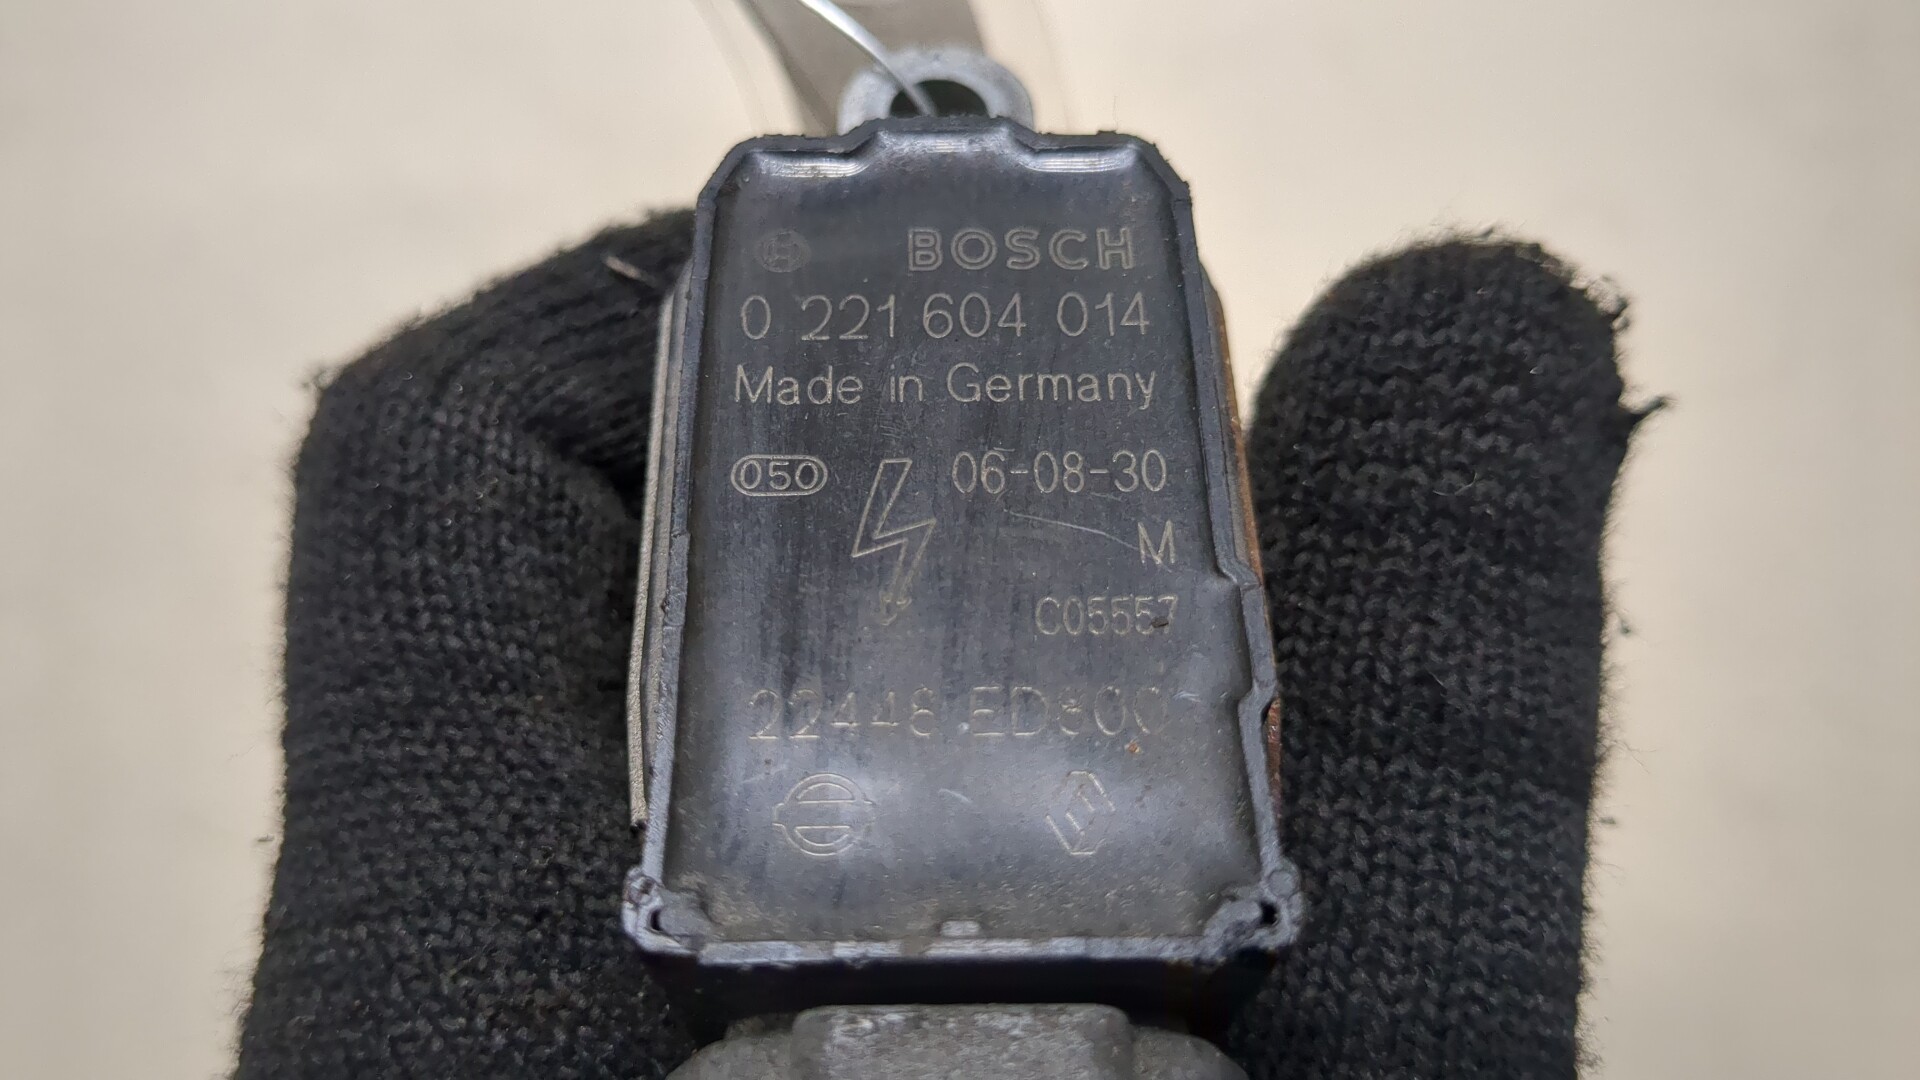 BOSCH
0 221 604 014
Made in Germany
050 06-08-30
M
C05557
22448 ED800